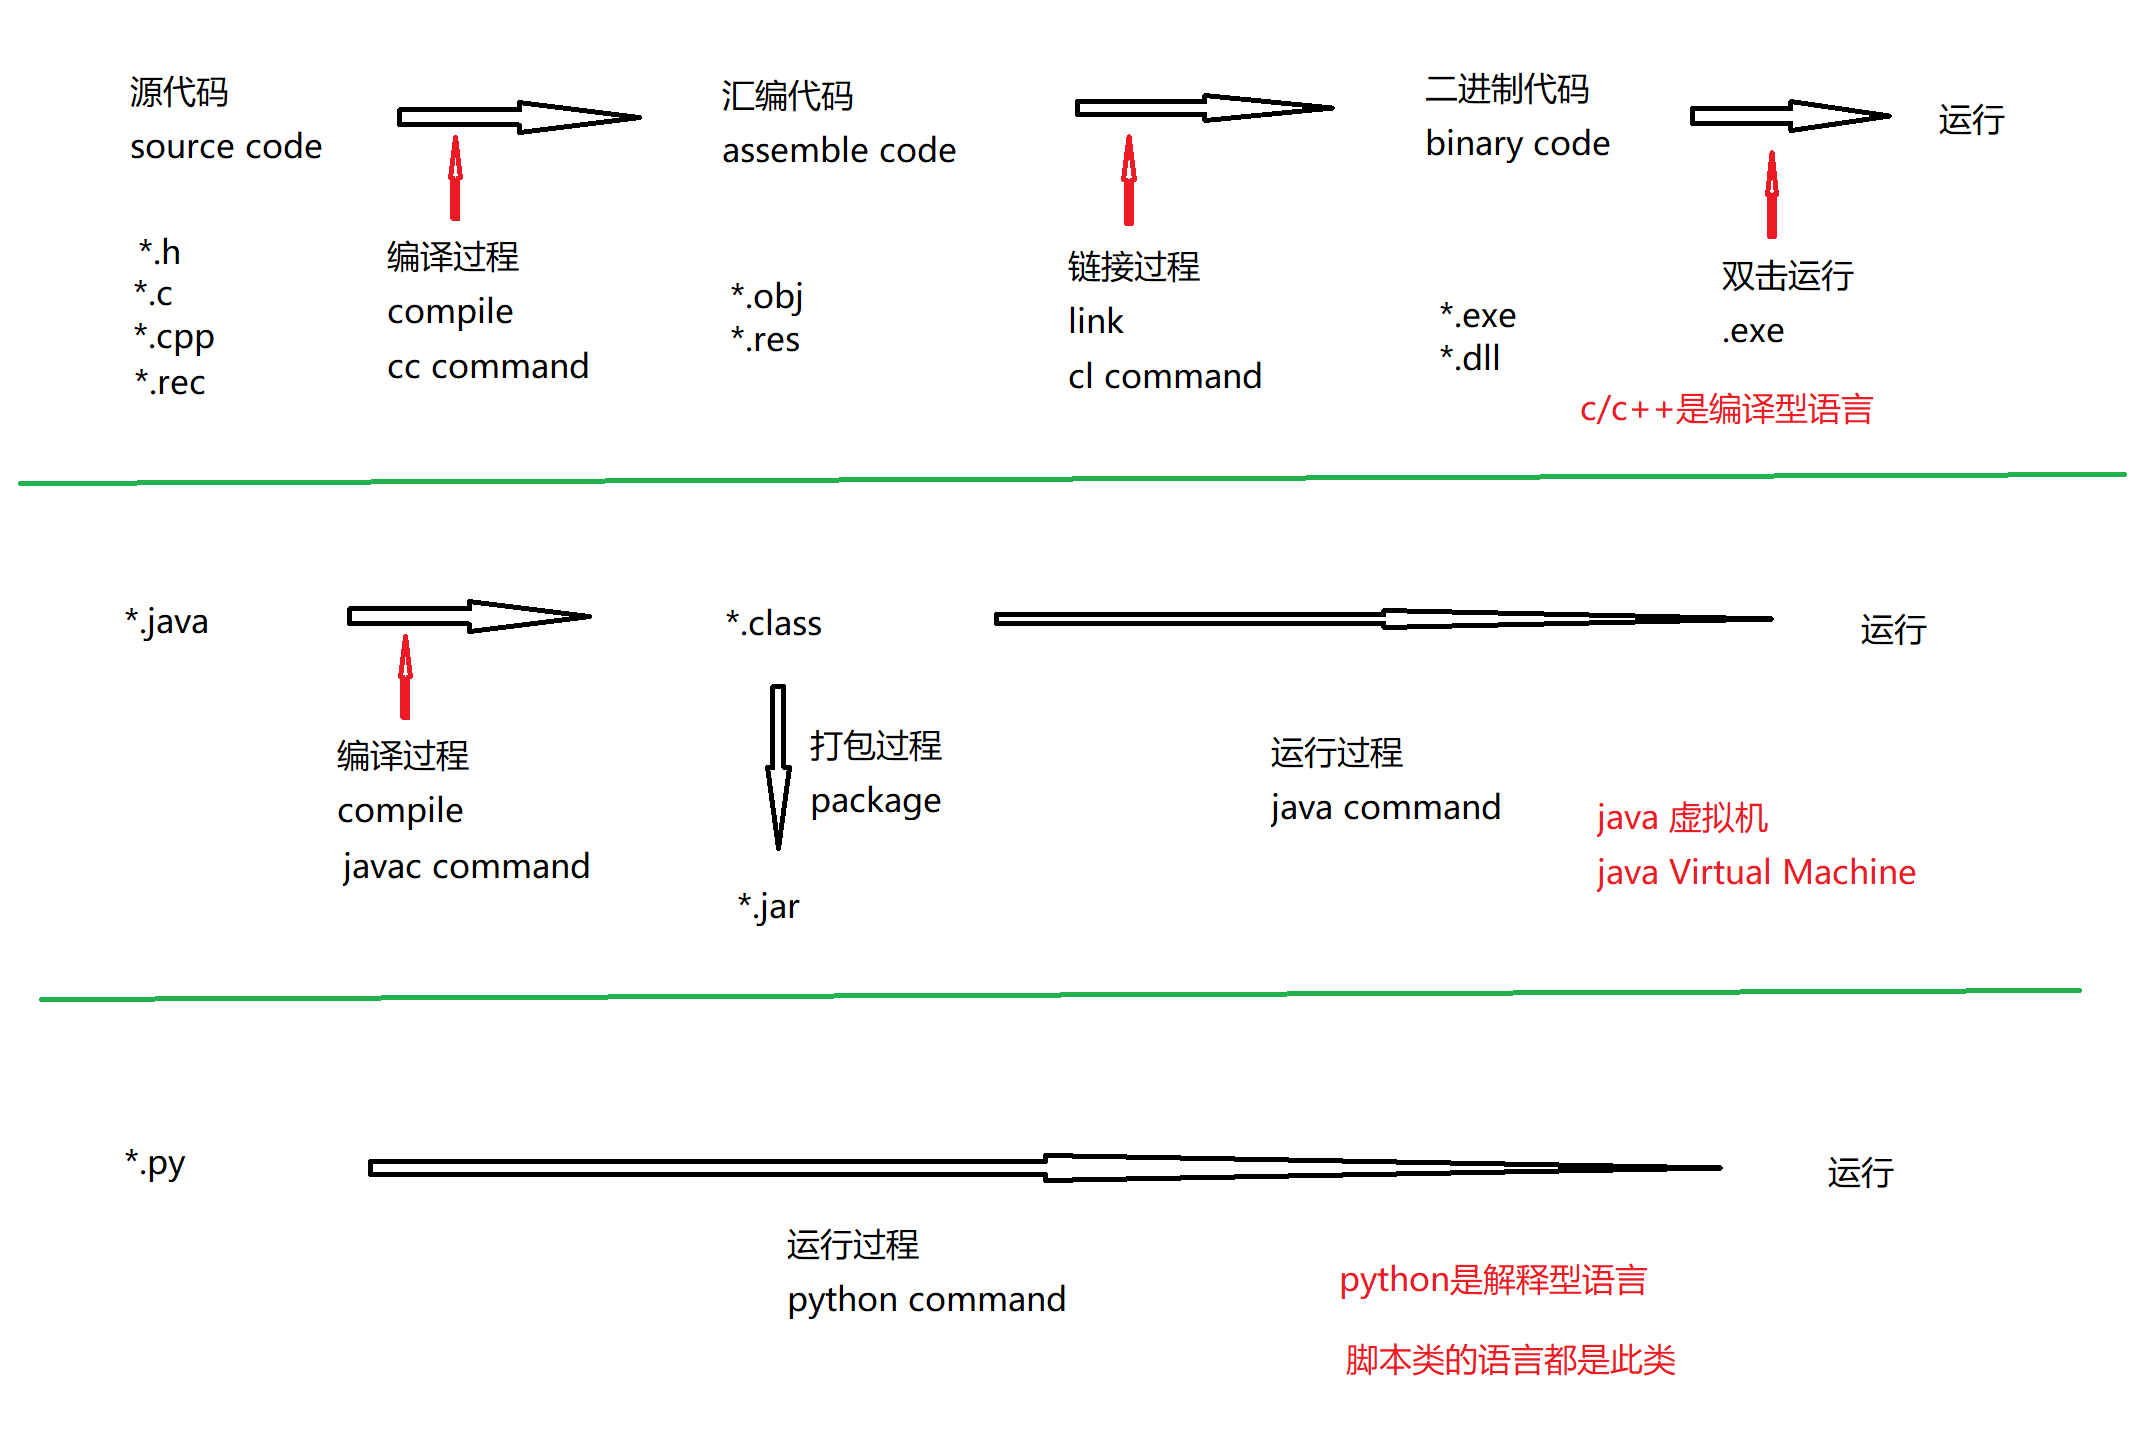 源代码
source code
汇编代码
assemble code
二进制代码
binary code
运行
*.h
*.c
*.cpp
*.rec
编译过程
compile
cc command
*.obj
*.res
链接过程
link
cl command
*.exe
*.dll
双击运行
.exe
c/c++是编译型语言
*.java
*.class
运行
编译过程
compile
javac command
打包过程
package
*.jar
运行过程
java command
java 虚拟机
java Virtual Machine
*.py
运行
运行过程
python command
python是解释型语言
脚本类的语言都是此类